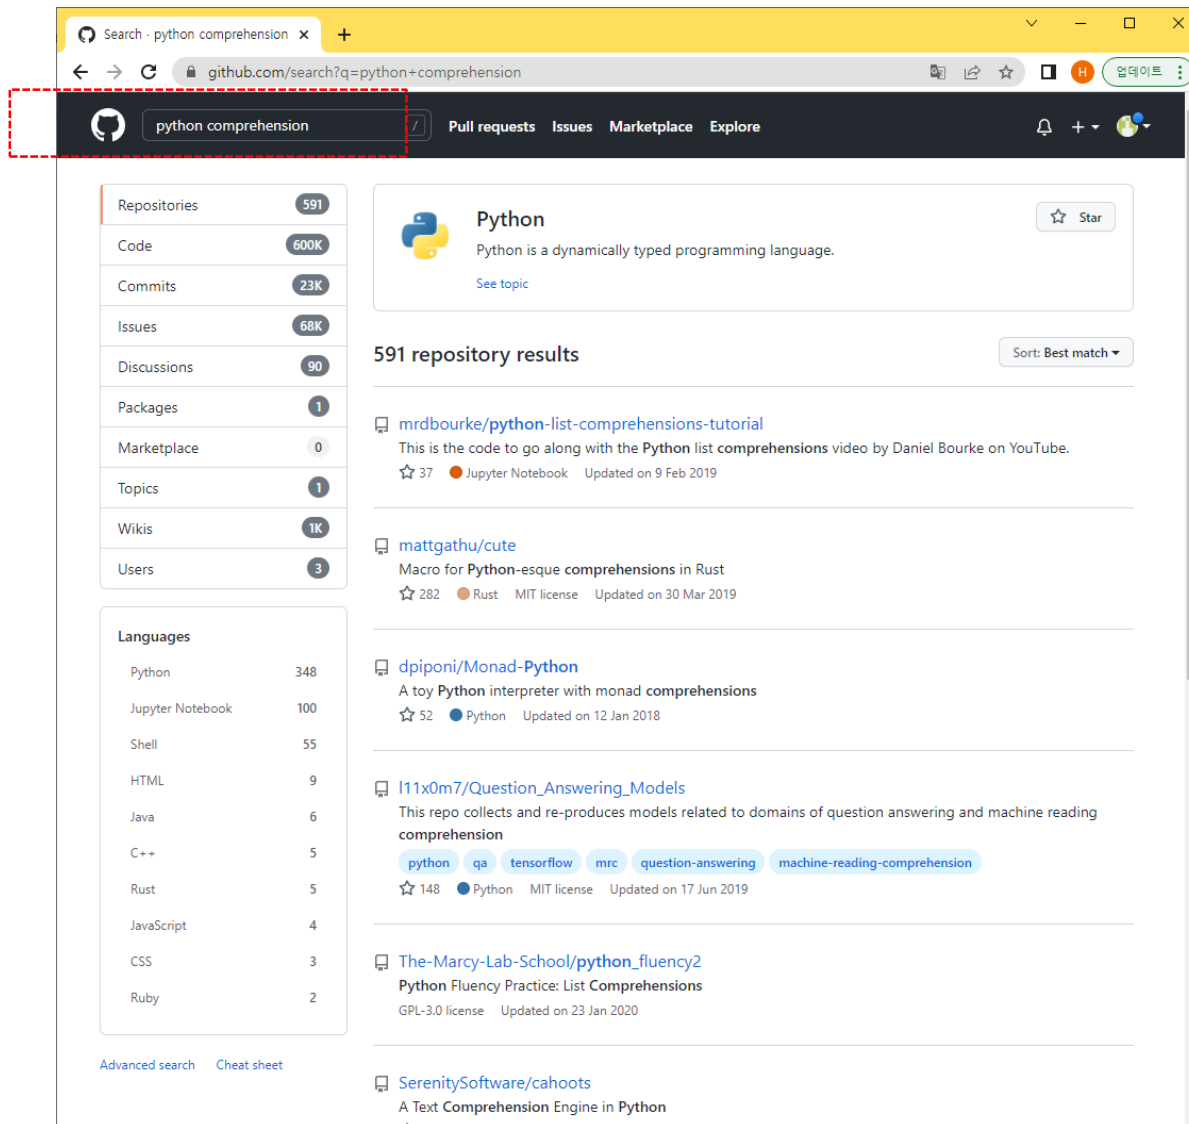 Search · python comprehension
github.com/search?q=python+comprehension
H
업데이트
python comprehension
/
Pull requests Issues Marketplace Explore
Repositories 591
Code 600K
Commits 23K
Issues 68K
Discussions 90
Packages 1
Marketplace 0
Topics 1
Wikis 1K
Users 3
Languages
Python 348
Jupyter Notebook 100
Shell 55
HTML 9
Java 6
C++ 5
Rust 5
JavaScript 4
CSS 3
Ruby 2
Advanced search Cheat sheet
Python
Star
Python is a dynamically typed programming language.
See topic
591 repository results
Sort: Best match
mrdbourke/python-list-comprehensions-tutorial
This is the code to go along with the Python list comprehensions video by Daniel Bourke on YouTube.
37 Jupyter Notebook Updated on 9 Feb 2019
mattgathu/cute
Macro for Python-esque comprehensions in Rust
282 Rust MIT license Updated on 30 Mar 2019
dpiponi/Monad-Python
A toy Python interpreter with monad comprehensions
52 Python Updated on 12 Jan 2018
l11x0m7/Question_Answering_Models
This repo collects and re-produces models related to domains of question answering and machine reading
comprehension
python qa tensorflow mrc question-answering machine-reading-comprehension
148 Python MIT license Updated on 17 Jun 2019
The-Marcy-Lab-School/python_fluency2
Python Fluency Practice: List Comprehensions
GPL-3.0 license Updated on 23 Jan 2020
SerenitySoftware/cahoots
A Text Comprehension Engine in Python